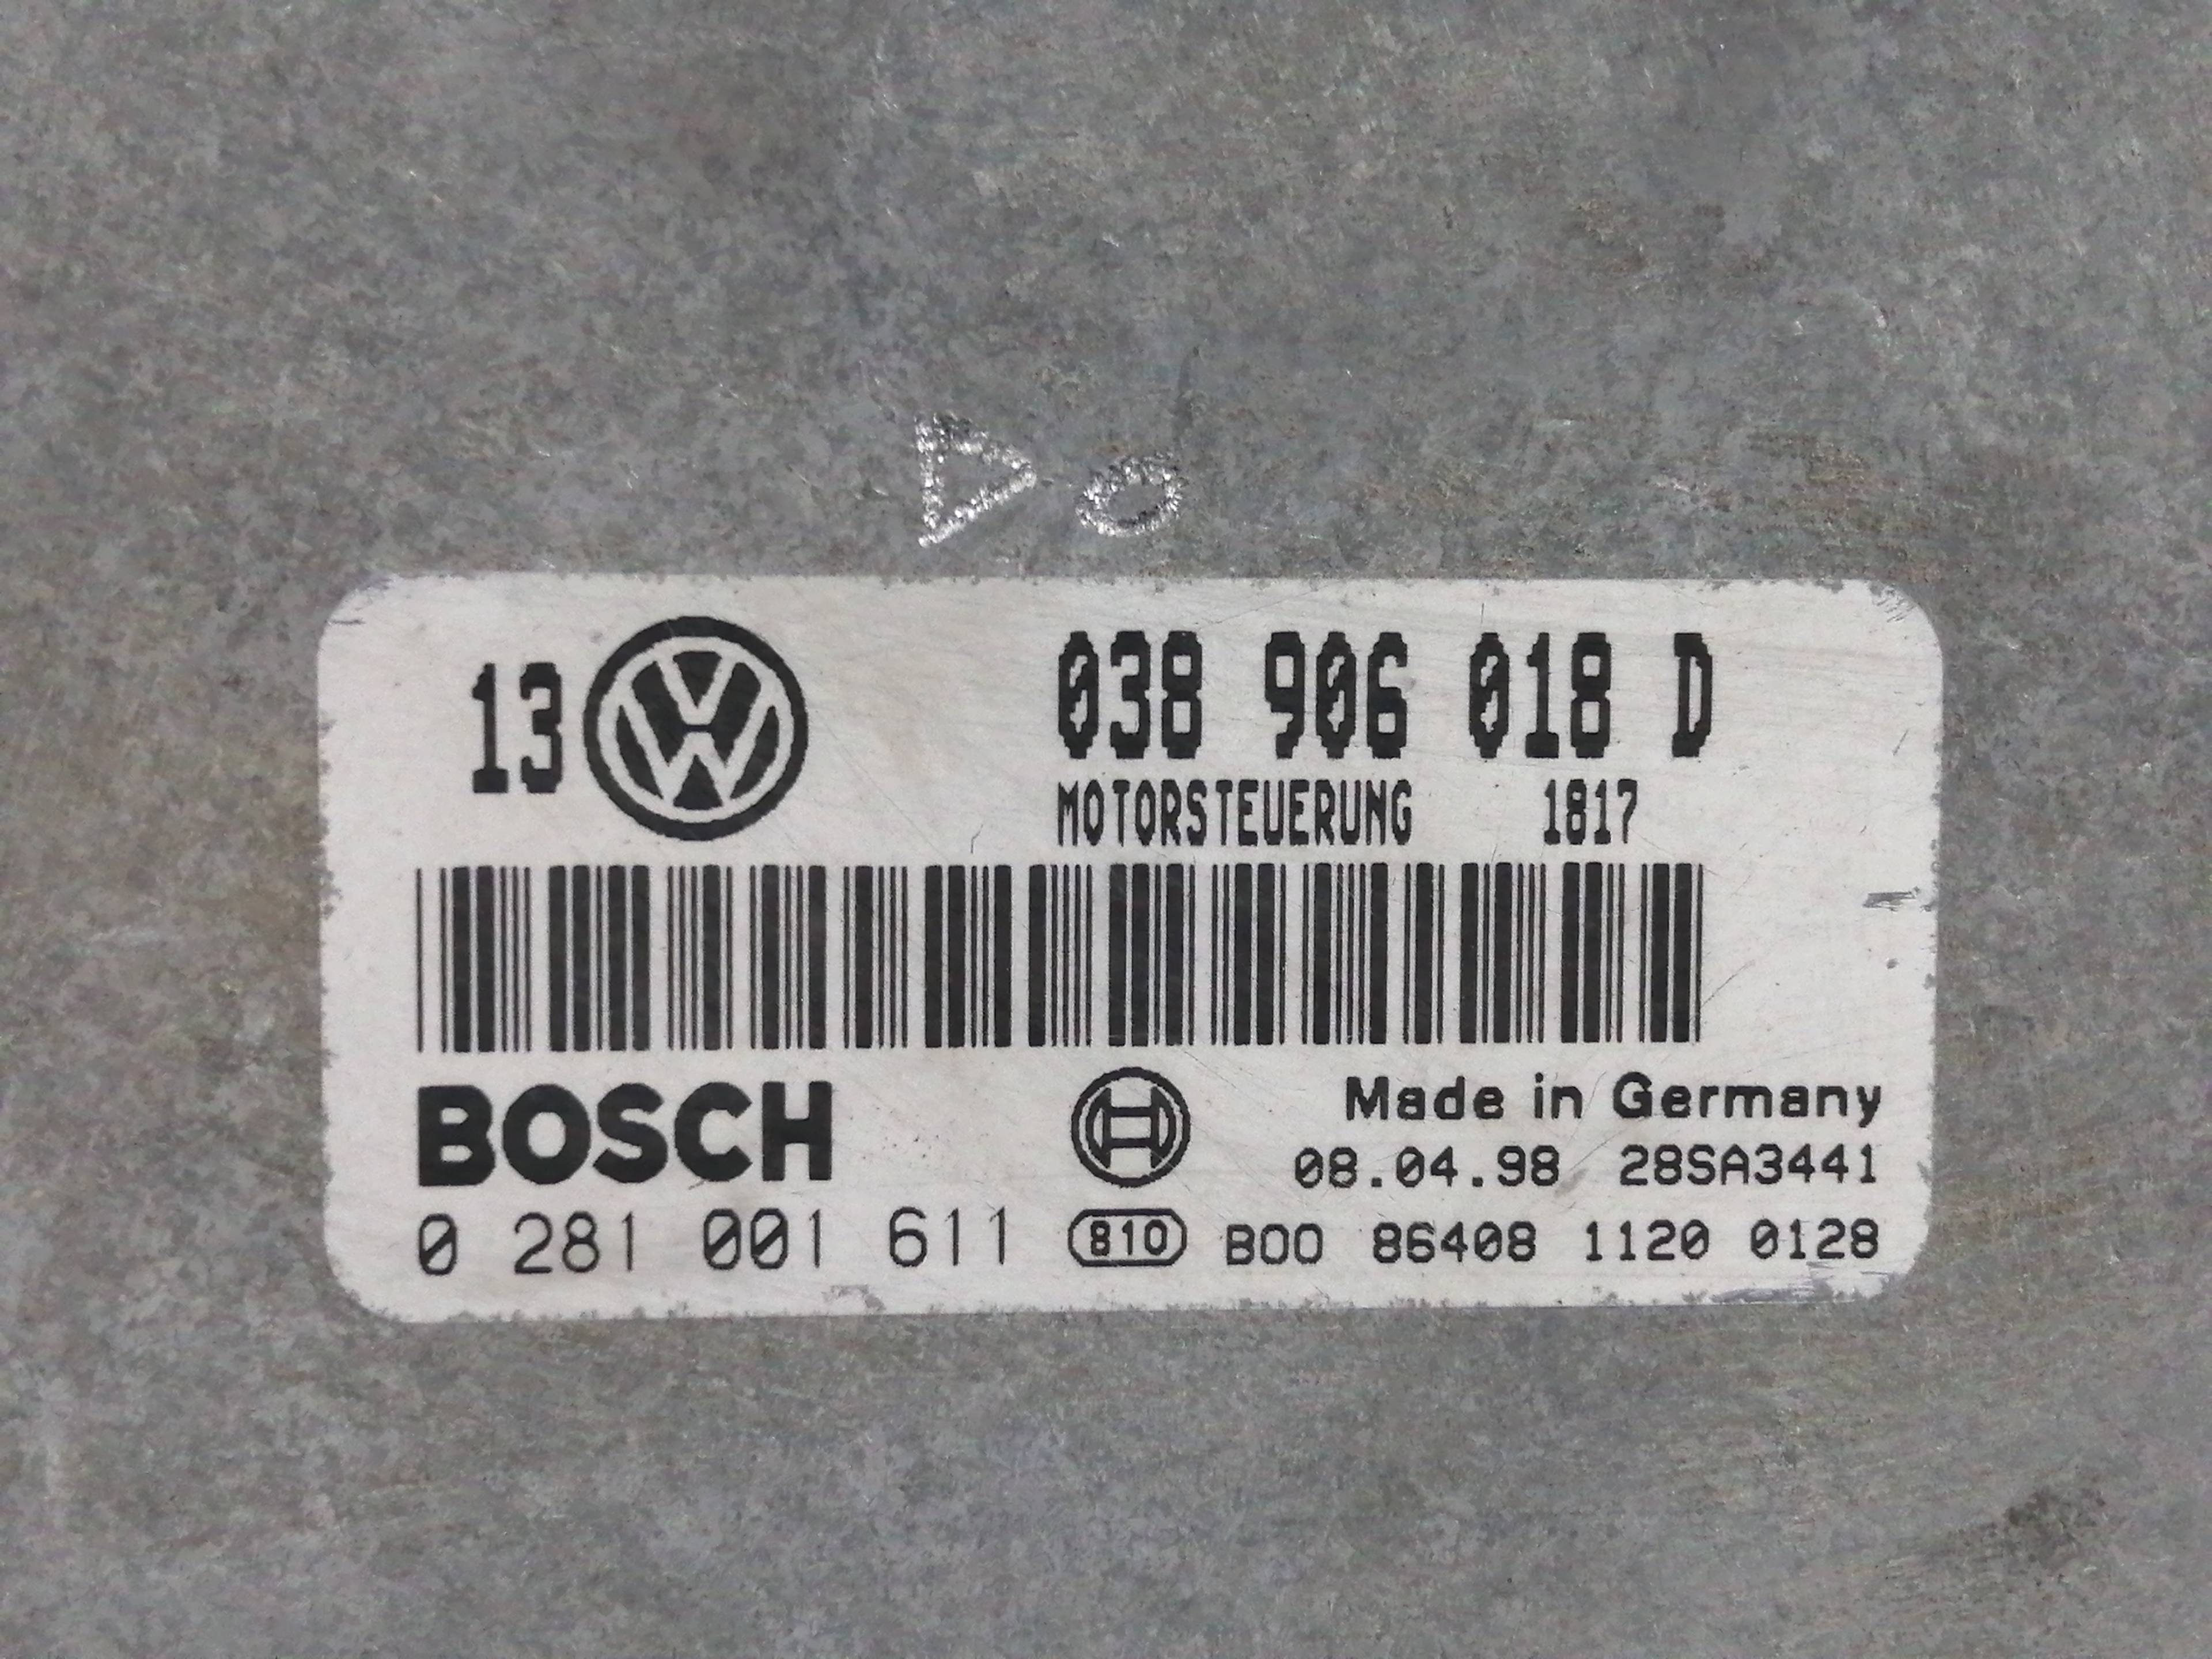 Do
13 038 906 018 D
MOTORSTEUERUNG 1817
BOSCH Made in Germany
08.04.98 28SA3441
0 281 001 611 810 B00 86408 1120 0128